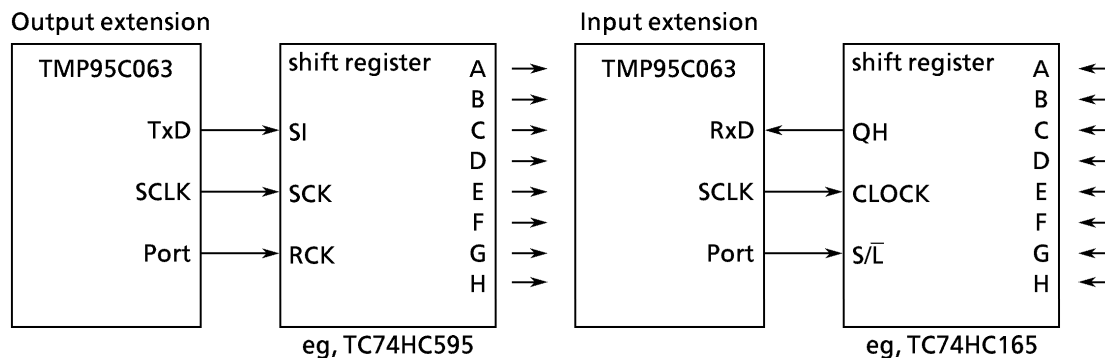 Output extension
TMP95C063
TxD
SCLK
Port
shift register
SI
SCK
RCK
A
B
C
D
E
F
G
H
eg, TC74HC595
Input extension
TMP95C063
RxD
SCLK
Port
shift register
QH
CLOCK
S/L̅
A
B
C
D
E
F
G
H
eg, TC74HC165